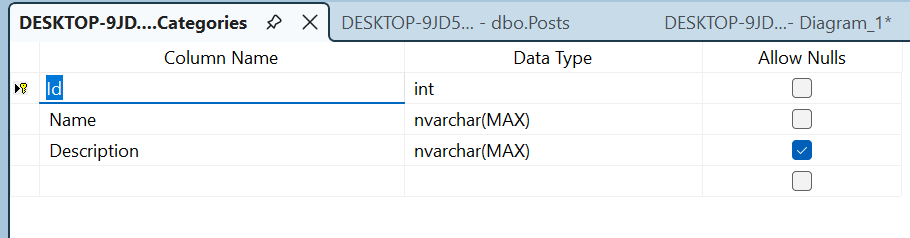 DESKTOP-9JD....Categories DESKTOP-9JD5... - dbo.Posts DESKTOP-9JD...- Diagram_1*
Column Name Data Type Allow Nulls
Id int
Name nvarchar(MAX)
Description nvarchar(MAX)